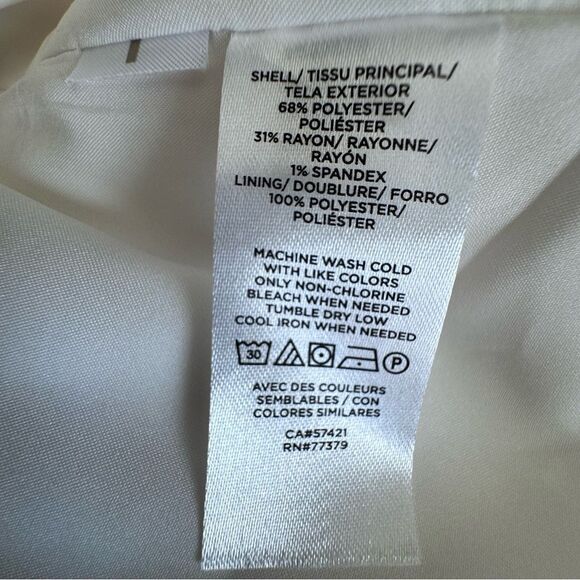 SHELL/ TISSU PRINCIPAL/
TELA EXTERIOR
68% POLYESTER/
POLIÉSTER
31% RAYON/ RAYONNE/
RAYÓN
1% SPANDEX
LINING/ DOUBLURE/ FORRO
100% POLYESTER/
POLIÉSTER
MACHINE WASH COLD
WITH LIKE COLORS
ONLY NON-CHLORINE
BLEACH WHEN NEEDED
TUMBLE DRY LOW
COOL IRON WHEN NEEDED
30 P
AVEC DES COULEURS
SEMBLABLES / CON
COLORES SIMILARES
CA#57421
RN#77379